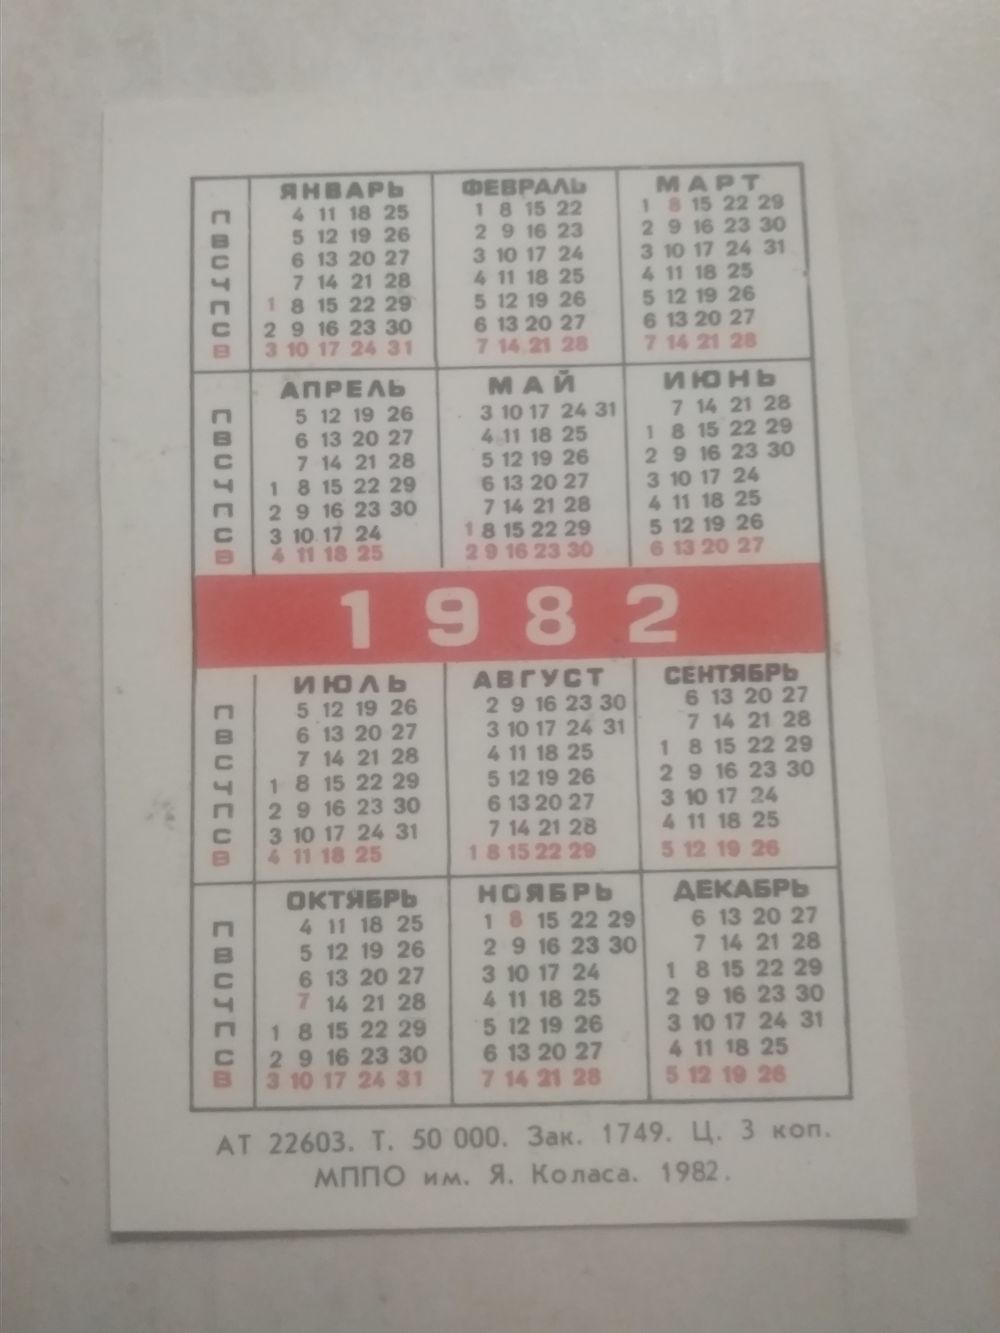 ЯНВАРЬ ФЕВРАЛЬ МАРТ
П 4 11 18 25 1 8 15 22 1 8 15 22 29
В 5 12 19 26 2 9 16 23 2 9 16 23 30
С 6 13 20 27 3 10 17 24 3 10 17 24 31
Ч 7 14 21 28 4 11 18 25 4 11 18 25
П 1 8 15 22 29 5 12 19 26 5 12 19 26
С 2 9 16 23 30 6 13 20 27 6 13 20 27
В 3 10 17 24 31 7 14 21 28 7 14 21 28
АПРЕЛЬ МАЙ ИЮНЬ
П 5 12 19 26 3 10 17 24 31 7 14 21 28
В 6 13 20 27 4 11 18 25 1 8 15 22 29
С 7 14 21 28 5 12 19 26 2 9 16 23 30
Ч 1 8 15 22 29 6 13 20 27 3 10 17 24
П 2 9 16 23 30 7 14 21 28 4 11 18 25
С 3 10 17 24 1 8 15 22 29 5 12 19 26
В 4 11 18 25 2 9 16 23 30 6 13 20 27
1982
ИЮЛЬ АВГУСТ СЕНТЯБРЬ
П 5 12 19 26 2 9 16 23 30 6 13 20 27
В 6 13 20 27 3 10 17 24 31 7 14 21 28
С 7 14 21 28 4 11 18 25 1 8 15 22 29
Ч 1 8 15 22 29 5 12 19 26 2 9 16 23 30
П 2 9 16 23 30 6 13 20 27 3 10 17 24
С 3 10 17 24 31 7 14 21 28 4 11 18 25
В 4 11 18 25 1 8 15 22 29 5 12 19 26
ОКТЯБРЬ НОЯБРЬ ДЕКАБРЬ
П 4 11 18 25 1 8 15 22 29 6 13 20 27
В 5 12 19 26 2 9 16 23 30 7 14 21 28
С 6 13 20 27 3 10 17 24 1 8 15 22 29
Ч 7 14 21 28 4 11 18 25 2 9 16 23 30
П 1 8 15 22 29 5 12 19 26 3 10 17 24 31
С 2 9 16 23 30 6 13 20 27 4 11 18 25
В 3 10 17 24 31 7 14 21 28 5 12 19 26
АТ 22603. Т. 50 000. Зак. 1749. Ц. 3 коп.
МППО им. Я. Коласа. 1982.